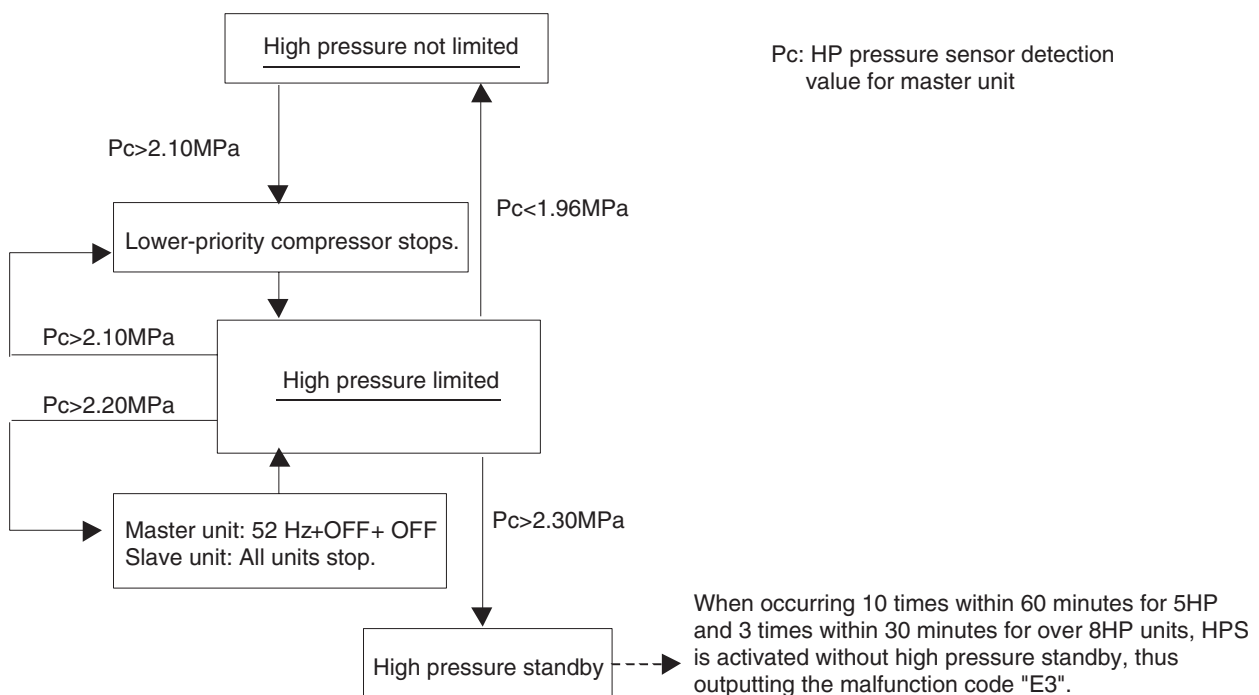 High pressure not limited
Pc: HP pressure sensor detection
value for master unit
Pc>2.10MPa
Pc<1.96MPa
Lower-priority compressor stops.
Pc>2.10MPa
High pressure limited
Pc>2.20MPa
Master unit: 52 Hz+OFF+ OFF
Slave unit: All units stop.
Pc>2.30MPa
High pressure standby
When occurring 10 times within 60 minutes for 5HP
and 3 times within 30 minutes for over 8HP units, HPS
is activated without high pressure standby, thus
outputting the malfunction code "E3".